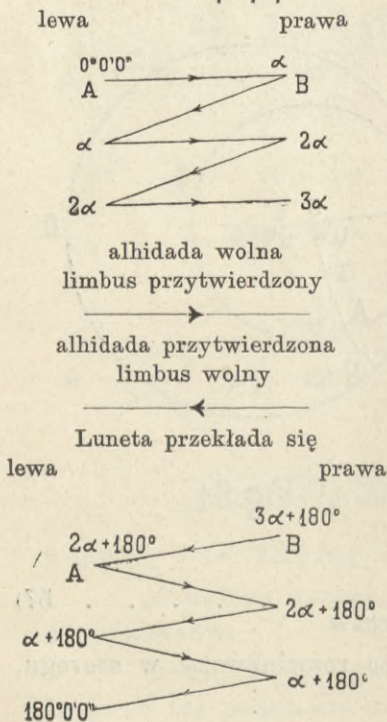 lewa prawa
0°0'0" α
A B
α 2α
2α 3α
alhidada wolna
limbus przytwierdzony
alhidada przytwierdzona
limbus wolny
Luneta przekłada się
lewa prawa
3α+180°
2α+180° B
A
2α+180°
α+180°
α+180°
180°0'0"